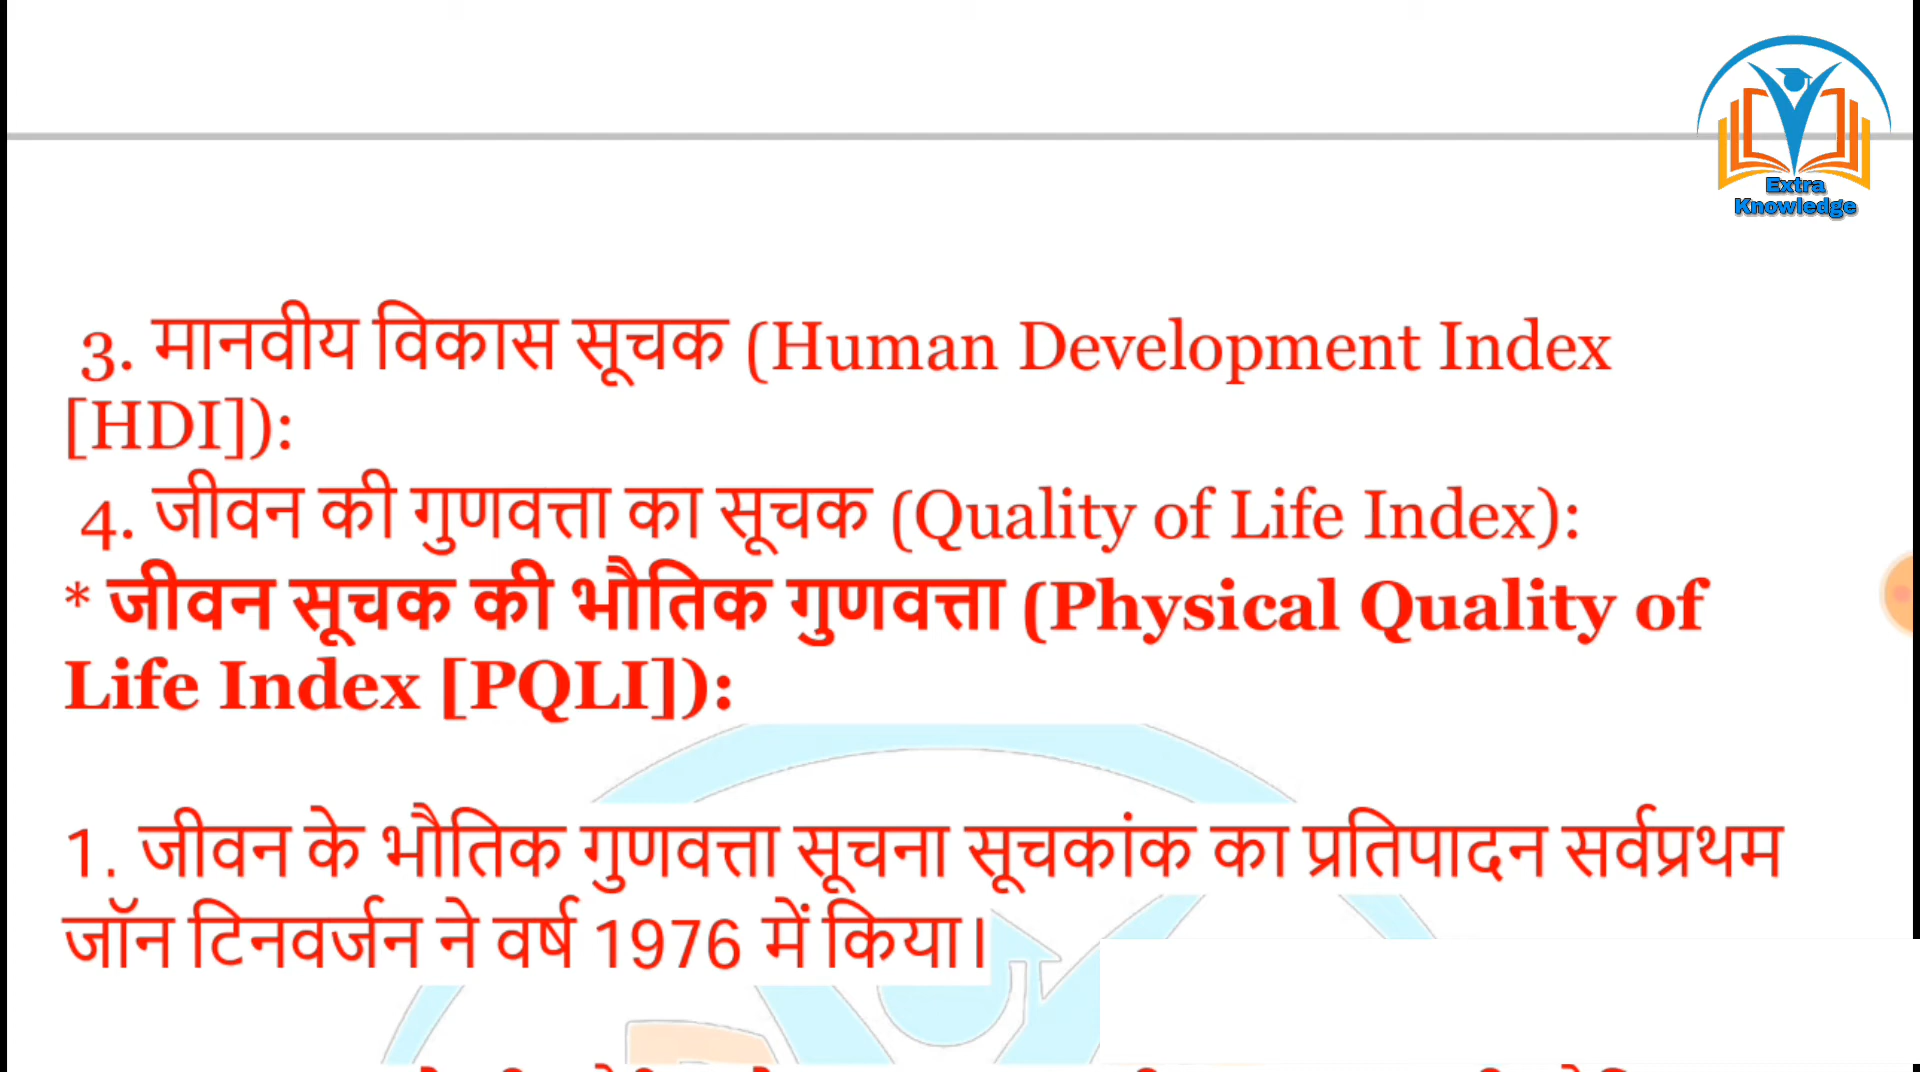 Extra
Knowledge
3. मानवीय विकास सूचक (Human Development Index
[HDI]):
4. जीवन की गुणवत्ता का सूचक (Quality of Life Index):
* जीवन सूचक की भौतिक गुणवत्ता (Physical Quality of
Life Index [PQLI]):
1. जीवन के भौतिक गुणवत्ता सूचना सूचकांक का प्रतिपादन सर्वप्रथम
जॉन टिनवर्जन ने वर्ष 1976 में किया।